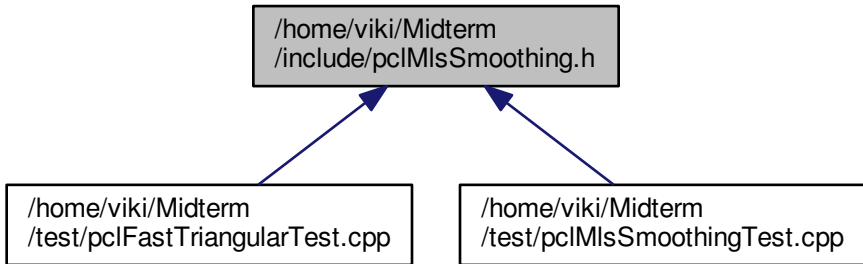 /home/viki/Midterm
/include/pclMlsSmoothing.h
/home/viki/Midterm
/test/pclFastTriangularTest.cpp
/home/viki/Midterm
/test/pclMlsSmoothingTest.cpp